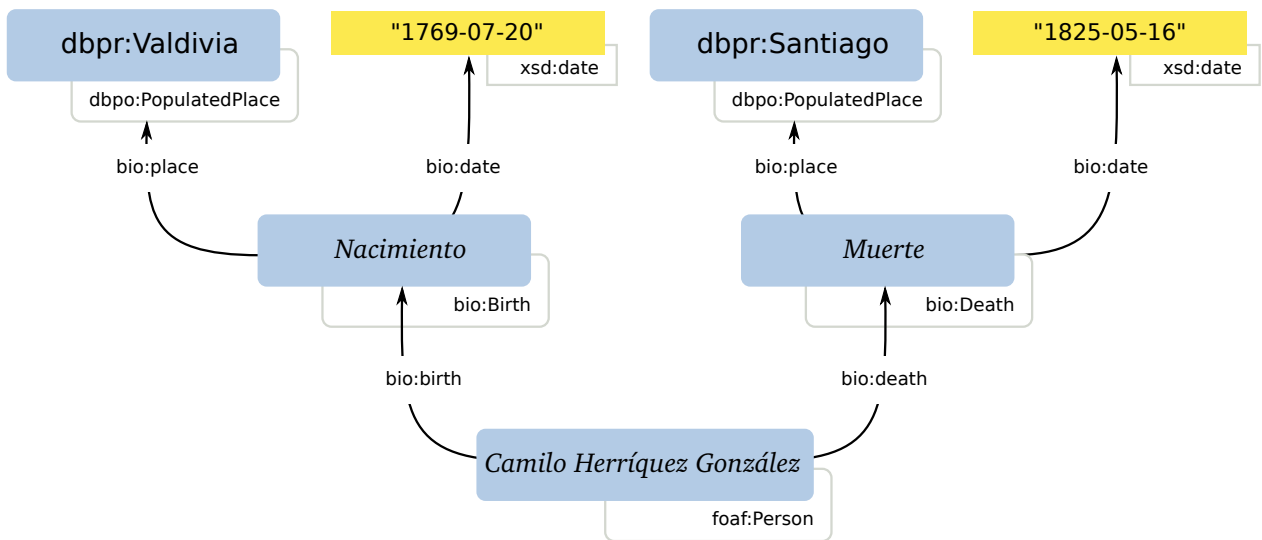 dbpr:Valdivia
"1769-07-20"
dbpr:Santiago
"1825-05-16"
xsd:date
xsd:date
dbpo:PopulatedPlace
dbpo:PopulatedPlace
bio:place
bio:date
bio:place
bio:date
Nacimiento
Muerte
bio:Birth
bio:Death
bio:birth
bio:death
Camilo Herríquez González
foaf:Person